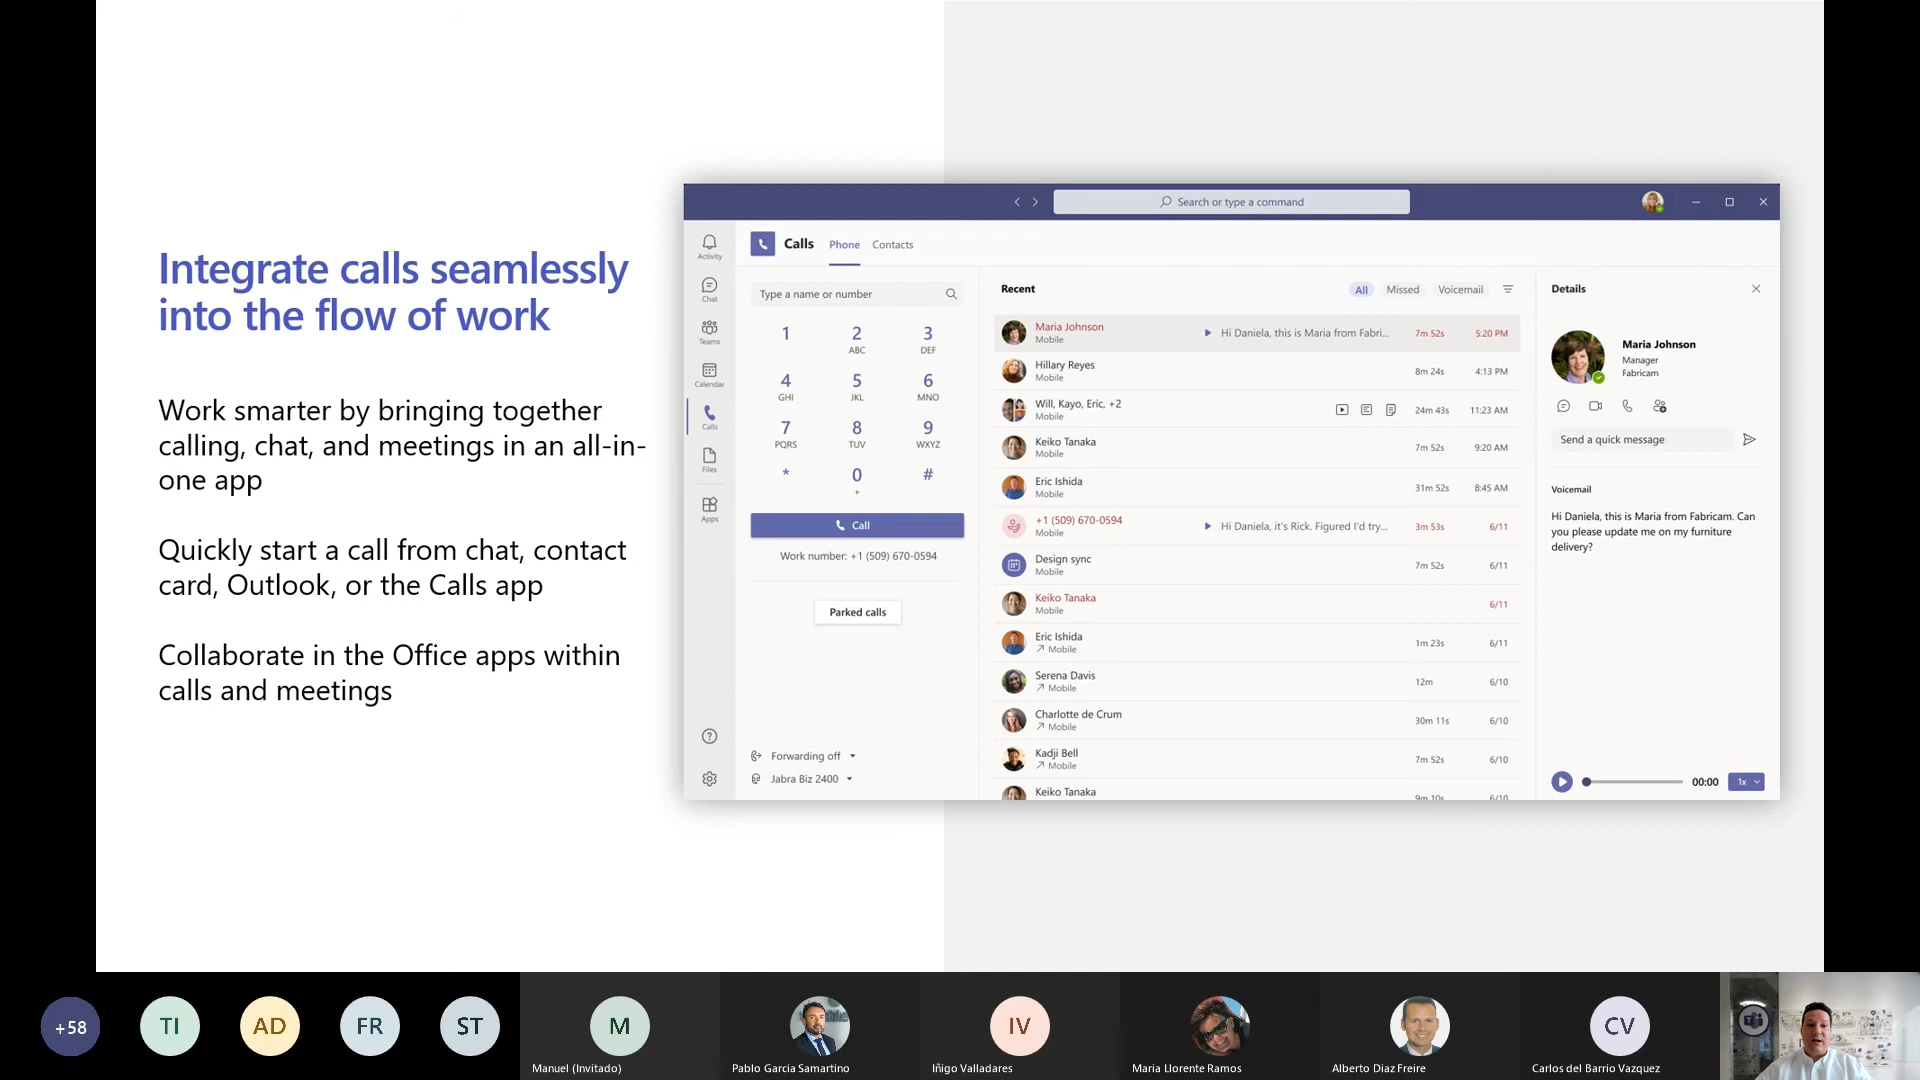 Integrate calls seamlessly
into the flow of work
Work smarter by bringing together
calling, chat, and meetings in an all-in-
one app
Quickly start a call from chat, contact
card, Outlook, or the Calls app
Collaborate in the Office apps within
calls and meetings
Search or type a command
Activity
Chat
Teams
Calendar
Calls
Files
Apps
Calls Phone Contacts
Type a name or number
1 2 3
ABC DEF
4 5 6
GHI JKL MNO
7 8 9
PQRS TUV WXYZ
* 0 #
+
Call
Work number: +1 (509) 670-0594
Parked calls
Forwarding off
Jabra Biz 2400
Recent All Missed Voicemail
Maria Johnson Hi Daniela, this is Maria from Fabri... 7m 52s 5:20 PM
Mobile
Hillary Reyes 8m 24s 4:13 PM
Mobile
Will, Kayo, Eric, +2 24m 43s 11:23 AM
Mobile
Keiko Tanaka 7m 52s 9:20 AM
Mobile
Eric Ishida 31m 52s 8:45 AM
Mobile
+1 (509) 670-0594 Hi Daniela, it's Rick. Figured I'd try... 3m 53s 6/11
Mobile
Design sync 7m 52s 6/11
Mobile
Keiko Tanaka 6/11
Mobile
Eric Ishida 1m 23s 6/11
Mobile
Serena Davis 12m 6/10
Mobile
Charlotte de Crum 30m 11s 6/10
Mobile
Kadji Bell 7m 52s 6/10
Mobile
Keiko Tanaka 9m 10s 6/10
Details
Maria Johnson
Manager
Fabricam
Send a quick message
Voicemail
Hi Daniela, this is Maria from Fabricam. Can
you please update me on my furniture
delivery?
00:00 1x
+58 TI AD FR ST M IV CV
Manuel (Invitado) Pablo Garcia Samartino Iñigo Valladares Maria Llorente Ramos Alberto Diaz Freire Carlos del Barrio Vazquez